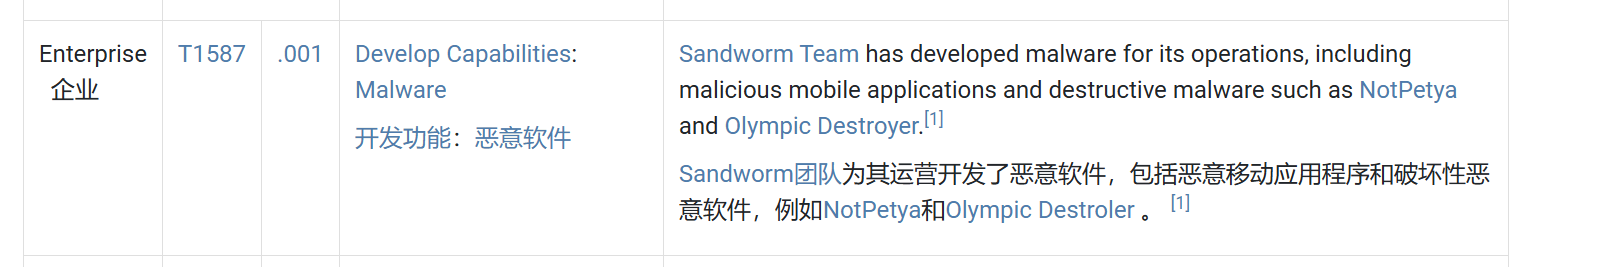 Enterprise
企业
T1587
.001
Develop Capabilities:
Malware
开发功能：恶意软件
Sandworm Team has developed malware for its operations, including
malicious mobile applications and destructive malware such as NotPetya
and Olympic Destroyer.[1]
Sandworm团队为其运营开发了恶意软件，包括恶意移动应用程序和破坏性恶
意软件，例如NotPetya和Olympic Destroler 。 [1]